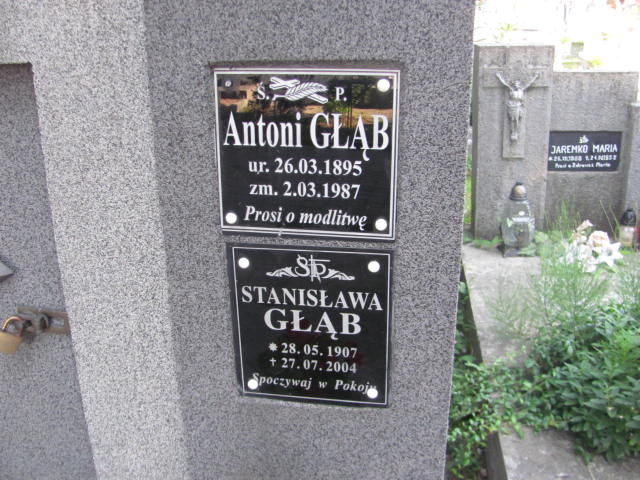 Ś. P.
Antoni GŁĄB
ur. 26.03.1895
zm. 2.03.1987
Prosi o modlitwę
STANISŁAWA
GŁĄB
* 28. 05. 1907
† 27. 07. 2004
Spoczywaj w Pokoju
JAREMKO MARIA